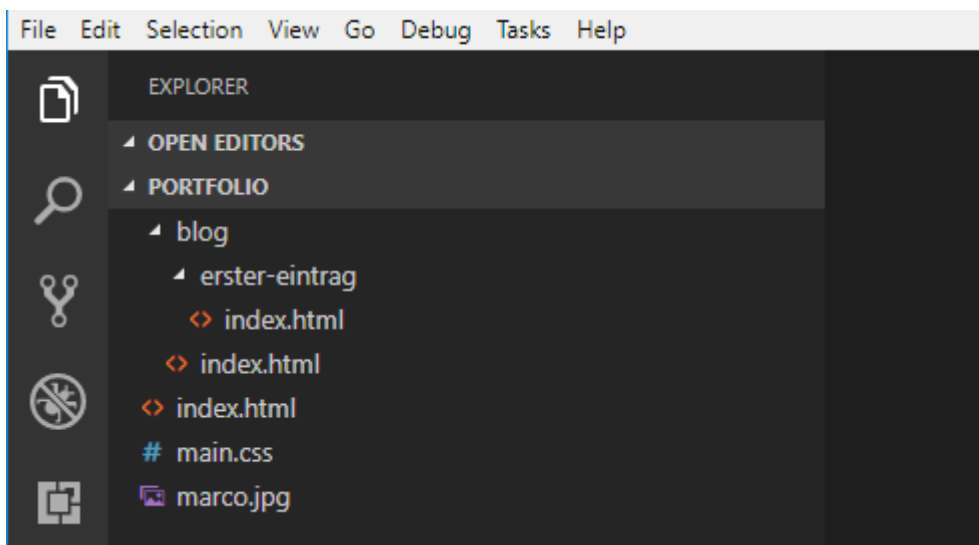 File Edit Selection View Go Debug Tasks Help
EXPLORER
OPEN EDITORS
PORTFOLIO
blog
erster-eintrag
<> index.html
<> index.html
<> index.html
# main.css
marco.jpg